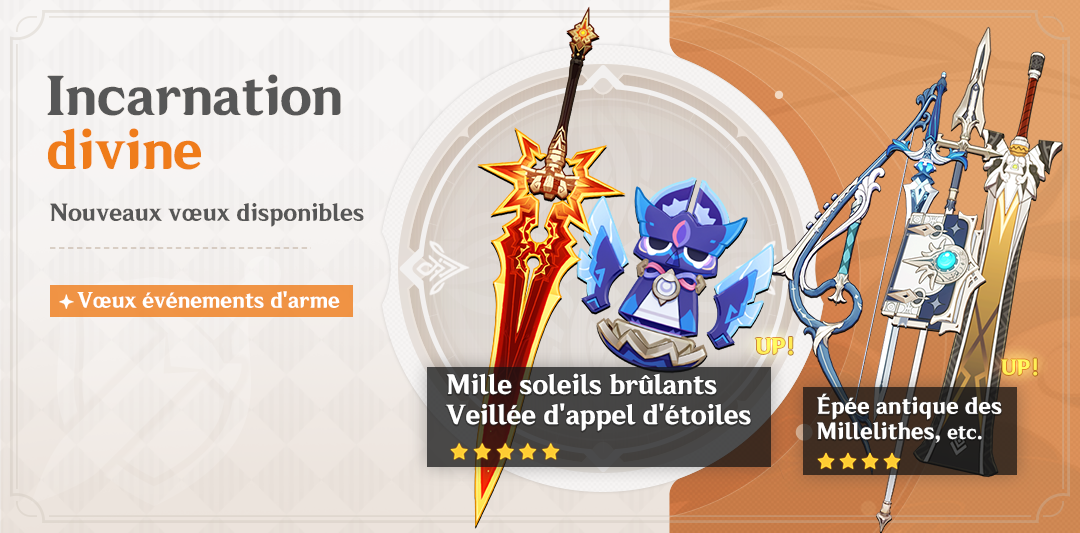 Incarnation
divine
Nouveaux vœux disponibles
Vœux événements d'arme
UP!
Mille soleils brûlants
Veillée d'appel d'étoiles
UP!
Épée antique des
Millelithes, etc.